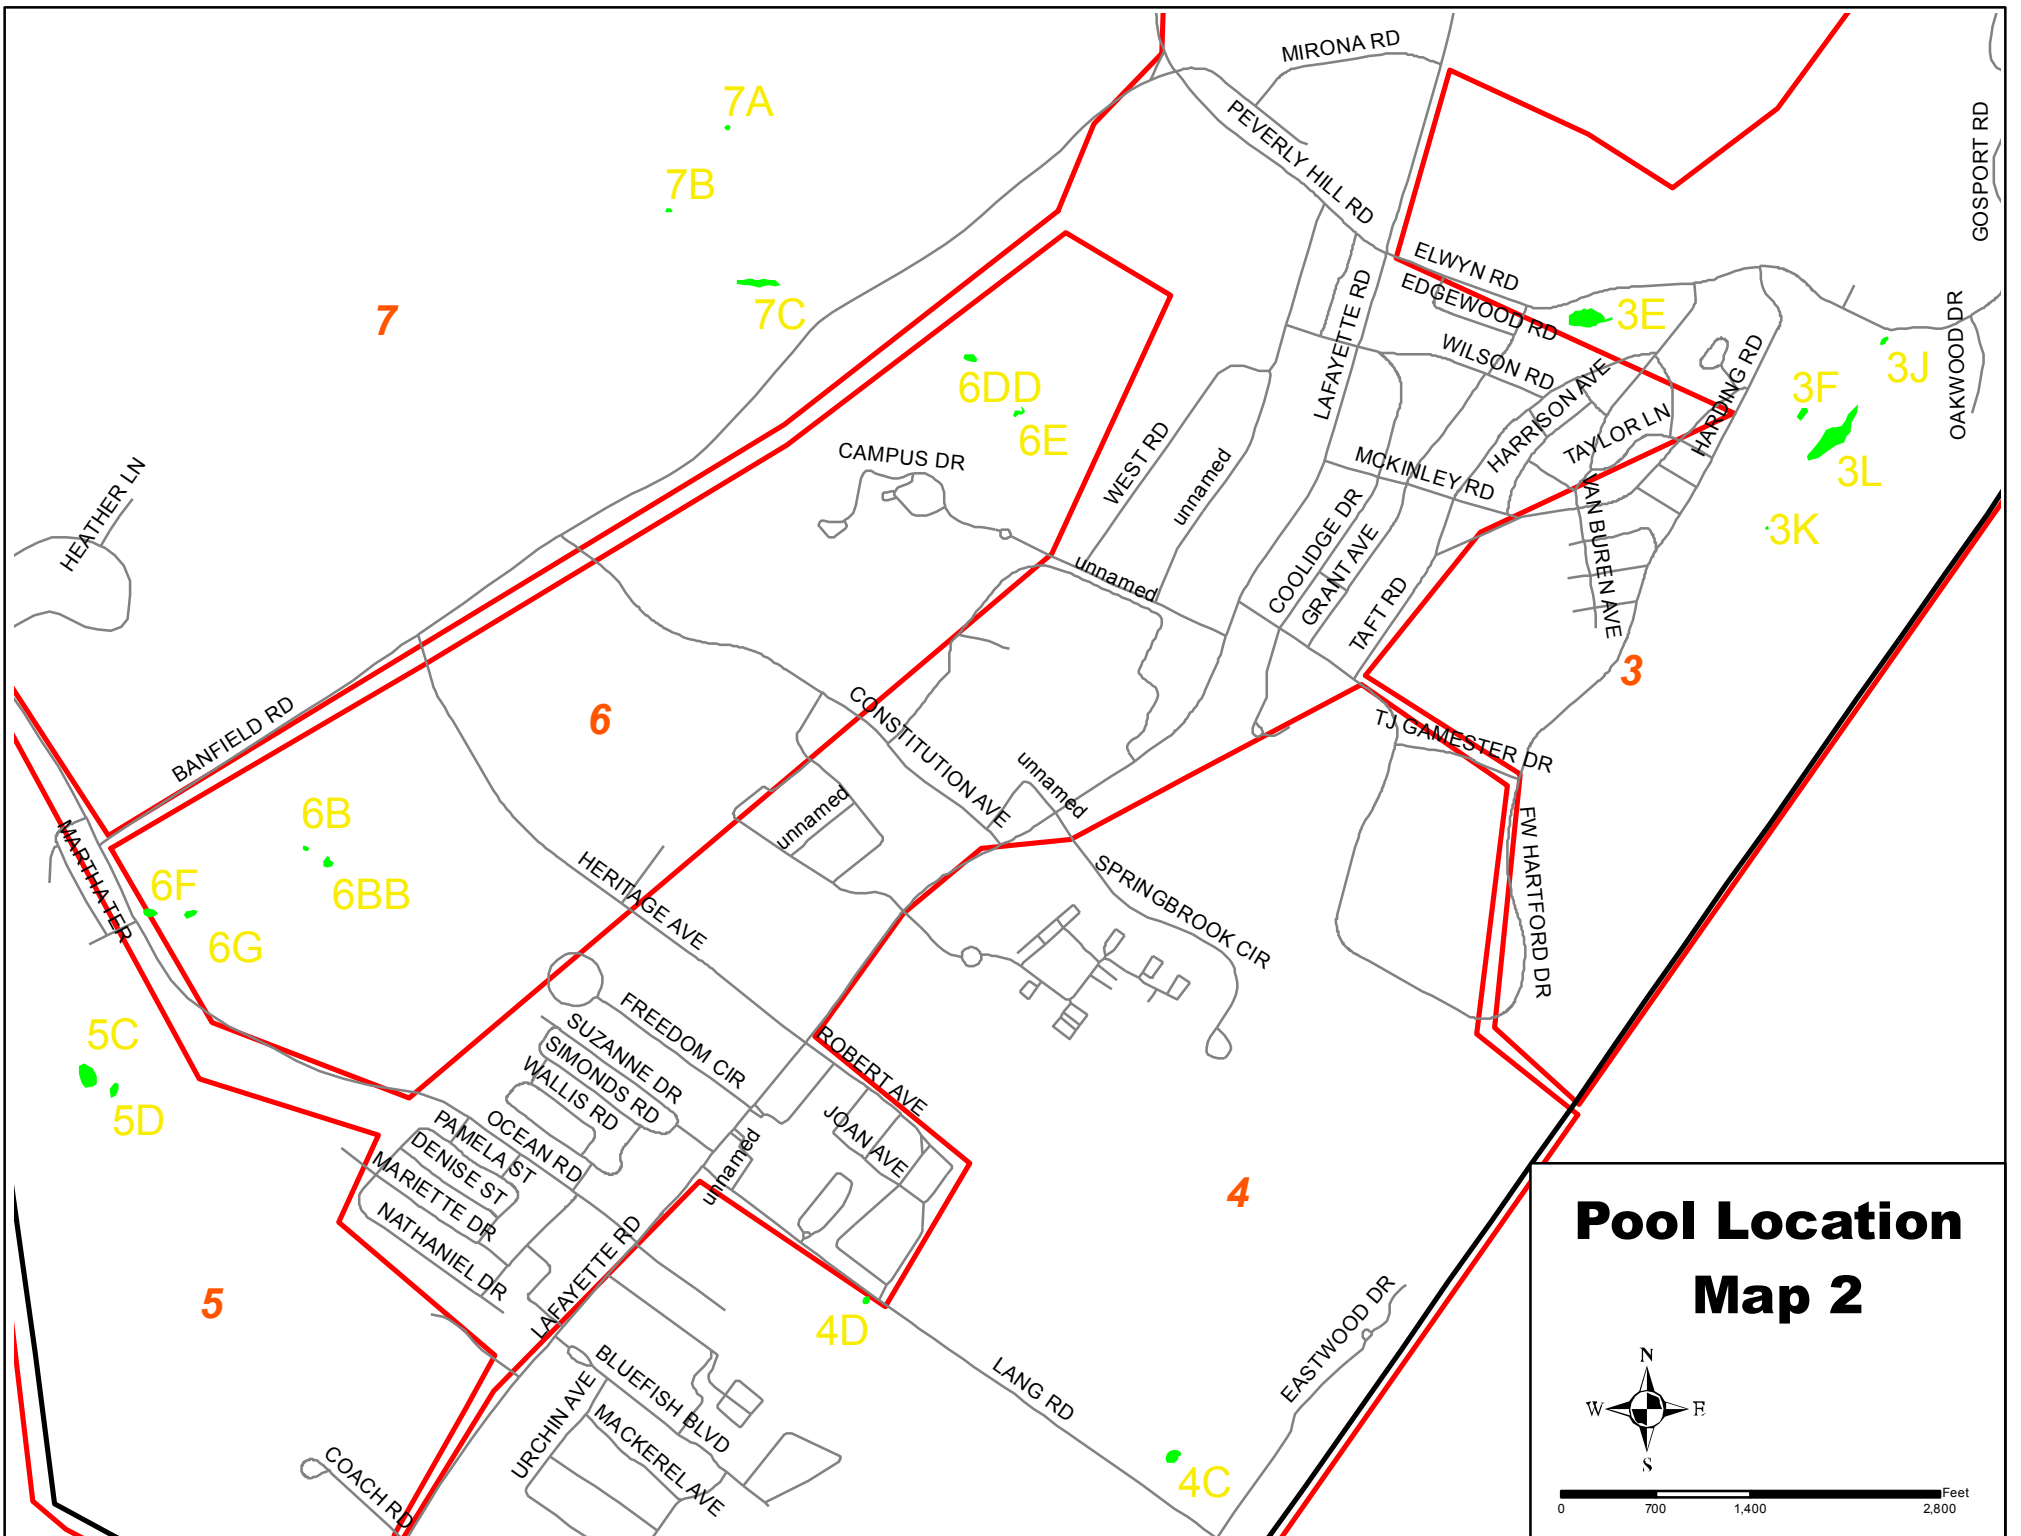 MIRONA RD
7A
PEVERLY HILL RD
GOSPORT RD
7B
ELWYN RD
EDGEWOOD RD
7C
7
3E
LAFAYETTE RD
WILSON RD
OAKWOOD DR
3J
6DD
3F
HARRISON AVE
HARDING RD
6E
TAYLOR LN
CAMPUS DR
WEST RD
unnamed
MCKINLEY RD
3L
HEATHER LN
3K
VAN BUREN AVE
COOLIDGE DR
GRANT AVE
unnamed
TAFT RD
3
6
BANFIELD RD
CONSTITUTION AVE
TJ GAMESTER DR
unnamed
unnamed
6B
MARTHA TER
6F
6BB
HERITAGE AVE
SPRINGBROOK CIR
FW HARTFORD DR
6G
5C
FREEDOM CIR
SUZANNE DR
SIMONDS RD
WALLIS RD
ROBERT AVE
5D
JOAN AVE
OCEAN RD
PAMELA ST
DENISE ST
MARIETTE DR
unnamed
NATHANIEL DR
4
LAFAYETTE RD
5
4D
EASTWOOD DR
BLUEFISH BLVD
LANG RD
URCHIN AVE
MACKEREL AVE
COACH RD
4C
Pool Location
Map 2
N
W E
S
Feet
0 700 1,400 2,800